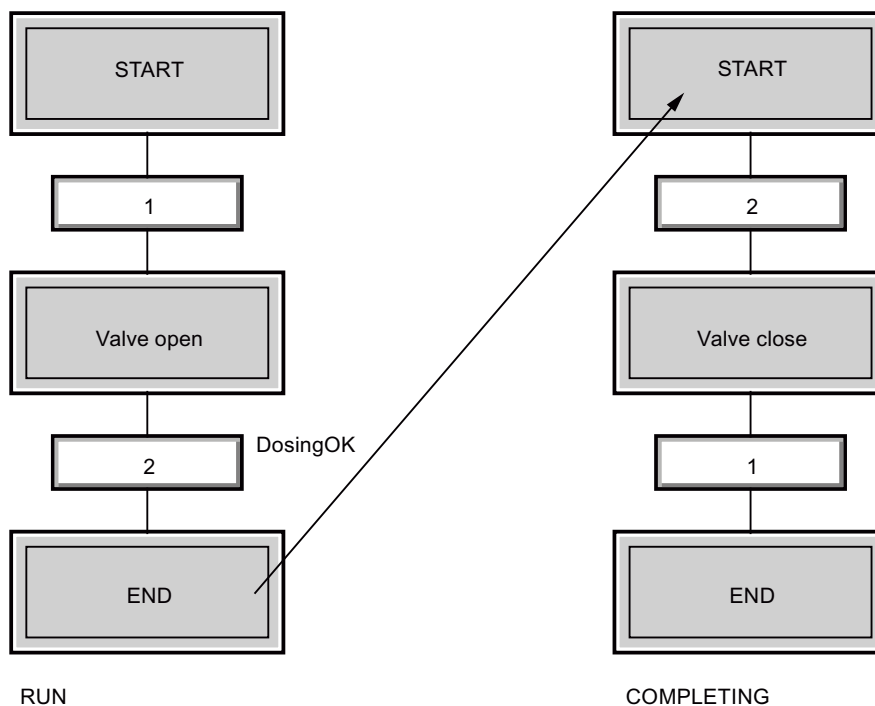 START
1
Valve open
2
DosingOK
END
RUN
START
2
Valve close
1
END
COMPLETING